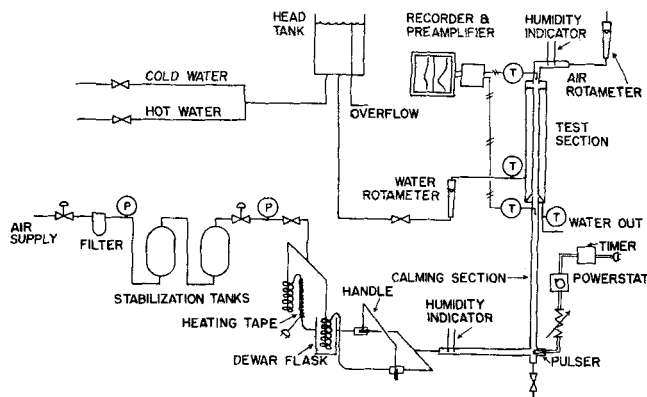 HEAD
TANK
RECORDER &
PREAMPLIFIER
HUMIDITY
INDICATOR
T
AIR
ROTAMETER
COLD WATER
HOT WATER
OVERFLOW
TEST
SECTION
WATER
ROTAMETER
T
T
T
WATER OUT
P
P
AIR
SUPPLY
FILTER
STABILIZATION TANKS
TIMER
POWERSTAT
CALMING SECTION
HANDLE
HUMIDITY
INDICATOR
HEATING TAPE
DEWAR FLASK
PULSER